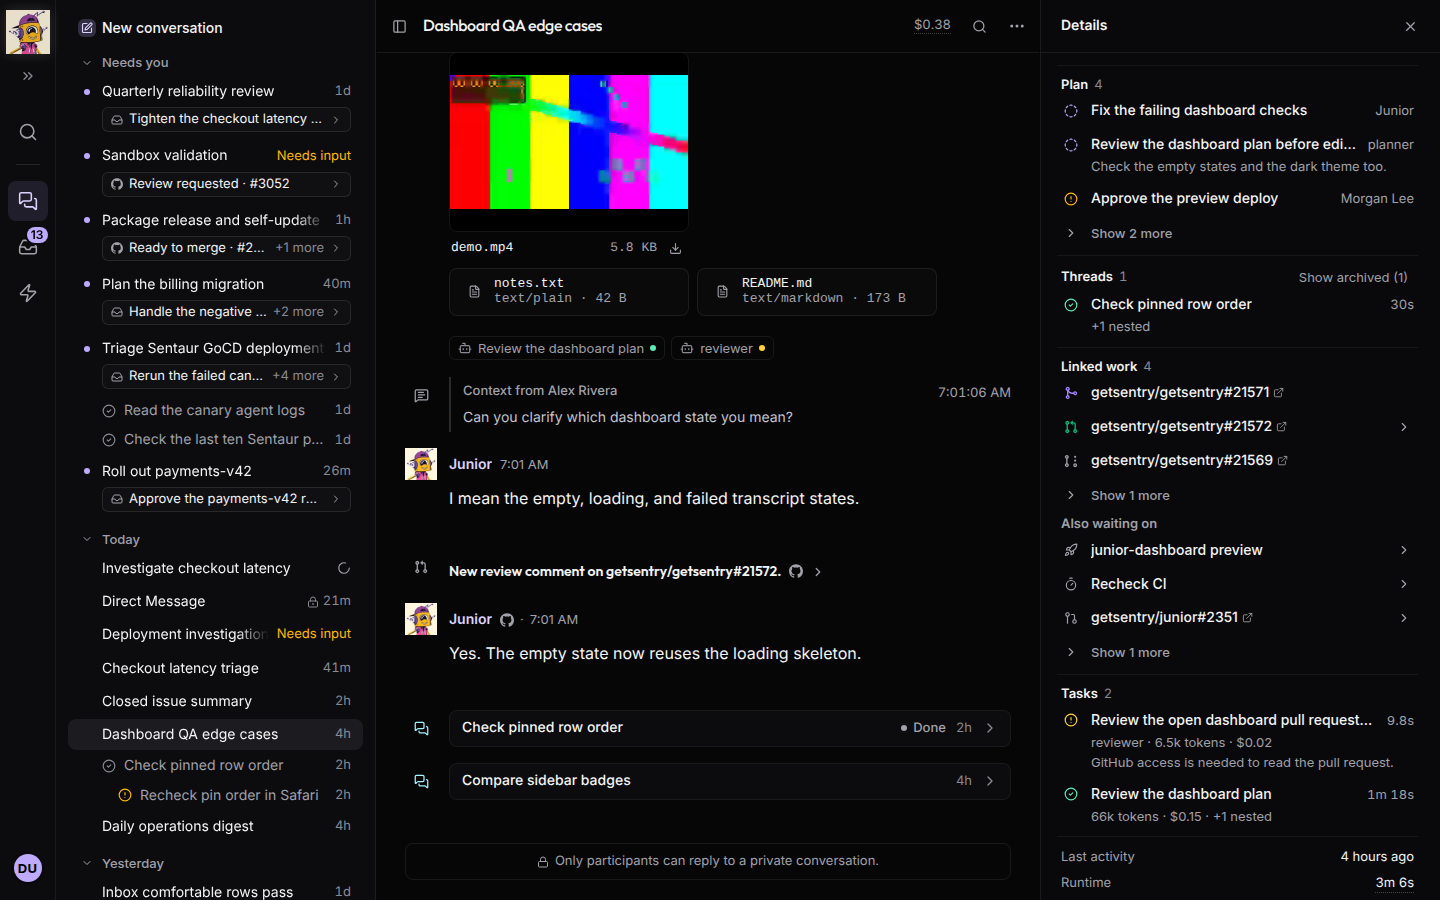 New conversation
Needs you
Quarterly reliability review 1d
Tighten the checkout latency ...
Sandbox validation Needs input
Review requested · #3052
Package release and self-update 1h
Ready to merge · #2... +1 more
Plan the billing migration 40m
Handle the negative ... +2 more
Triage Sentaur GoCD deployment 1d
Rerun the failed can... +4 more
Read the canary agent logs 1d
Check the last ten Sentaur p... 1d
Roll out payments-v42 26m
Approve the payments-v42 r...
Today
Investigate checkout latency
Direct Message 21m
Deployment investigation Needs input
Checkout latency triage 41m
Closed issue summary 2h
Dashboard QA edge cases 4h
Check pinned row order 2h
Recheck pin order in Safari 2h
Daily operations digest 4h
Yesterday
Inbox comfortable rows pass 1d
13
DU
Dashboard QA edge cases $0.38
demo.mp4 5.8 KB
notes.txt
text/plain · 42 B
README.md
text/markdown · 173 B
Review the dashboard plan
reviewer
Context from Alex Rivera 7:01:06 AM
Can you clarify which dashboard state you mean?
Junior 7:01 AM
I mean the empty, loading, and failed transcript states.
New review comment on getsentry/getsentry#21572.
Junior · 7:01 AM
Yes. The empty state now reuses the loading skeleton.
Check pinned row order Done 2h
Compare sidebar badges 4h
Only participants can reply to a private conversation.
Details
Plan 4
Fix the failing dashboard checks Junior
Review the dashboard plan before edi... planner
Check the empty states and the dark theme too.
Approve the preview deploy Morgan Lee
Show 2 more
Threads 1 Show archived (1)
Check pinned row order 30s
+1 nested
Linked work 4
getsentry/getsentry#21571
getsentry/getsentry#21572
getsentry/getsentry#21569
Show 1 more
Also waiting on
junior-dashboard preview
Recheck CI
getsentry/junior#2351
Show 1 more
Tasks 2
Review the open dashboard pull request... 9.8s
reviewer · 6.5k tokens · $0.02
GitHub access is needed to read the pull request.
Review the dashboard plan 1m 18s
66k tokens · $0.15 · +1 nested
Last activity 4 hours ago
Runtime 3m 6s